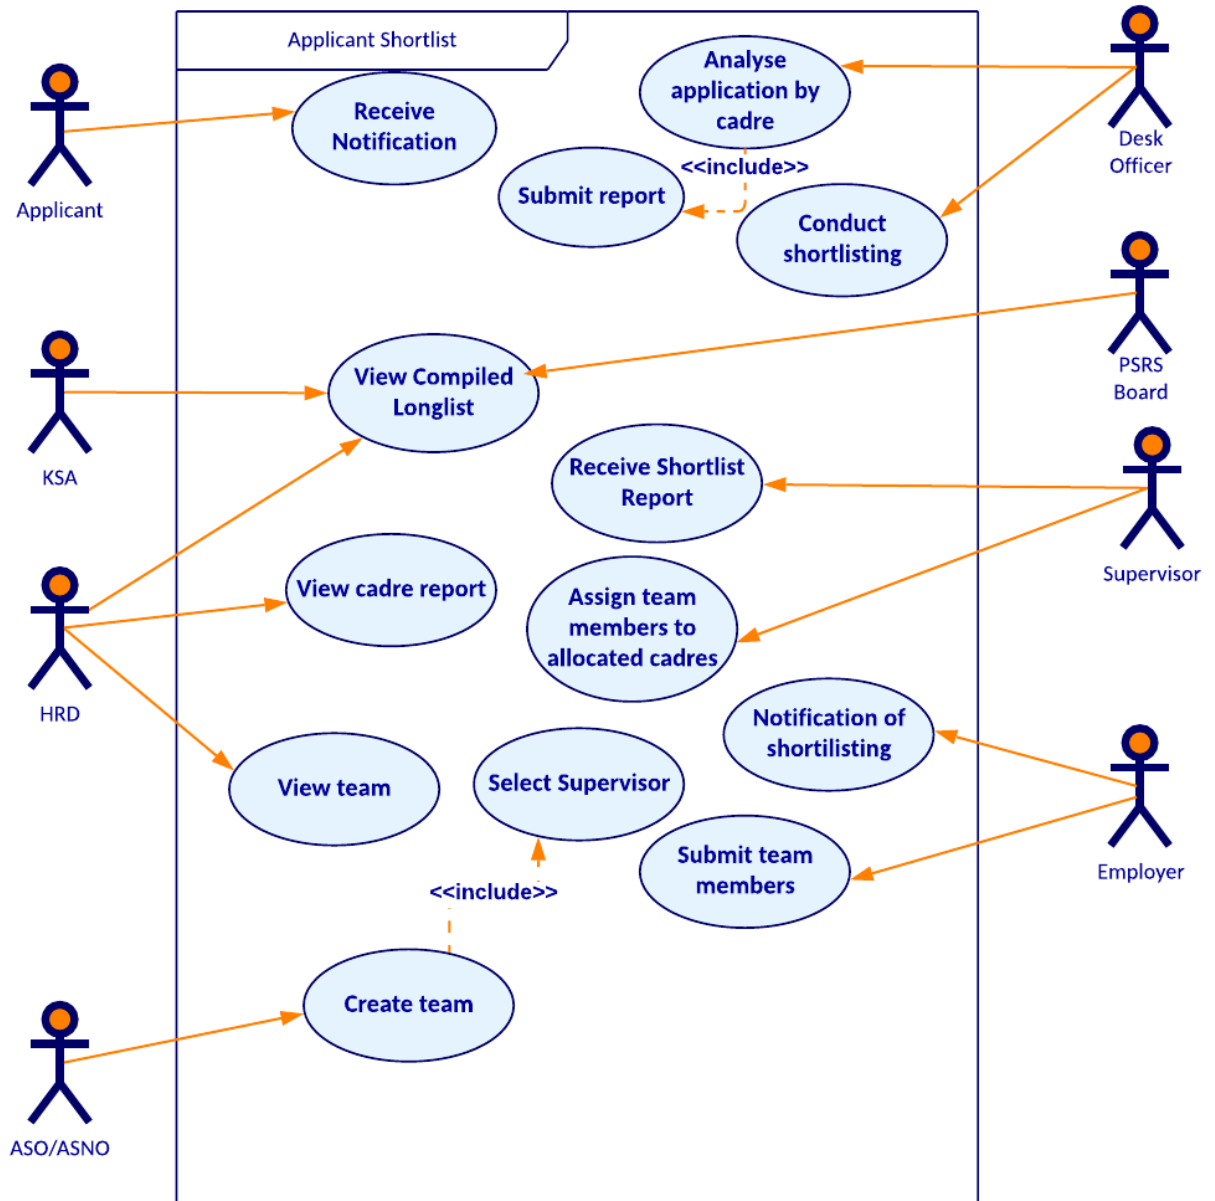 Applicant Shortlist
Analyse
application by
cadre
Receive
Notification
Desk
Officer
<<include>>
Submit report
Applicant
Conduct
shortlisting
PSRS
Board
View Compiled
Longlist
KSA
Receive Shortlist
Report
Supervisor
View cadre report
Assign team
members to
allocated cadres
HRD
Notification of
shortilisting
View team
Select Supervisor
Submit team
members
Employer
<<include>>
Create team
ASO/ASNO